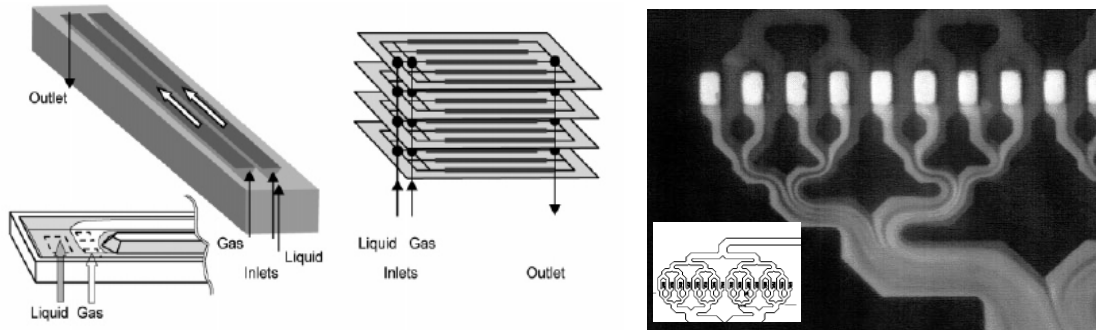 Outlet
Gas
Liquid
Inlets
Liquid Gas
Liquid Gas
Inlets
Outlet